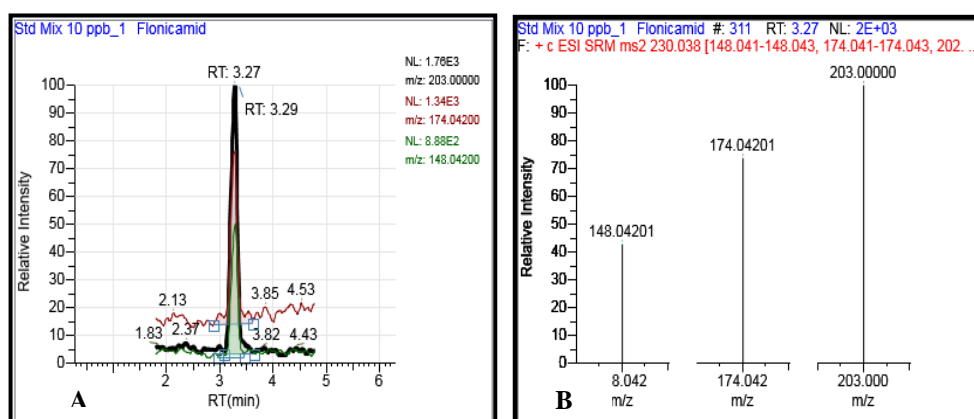 Std Mix 10 ppb_1 Flonicamid
RT: 3.27
RT: 3.29
NL: 1.76E3
m/z: 203.00000
NL: 1.34E3
m/z: 174.04200
NL: 8.88E2
m/z: 148.04200
Relative Intensity
100
90
80
70
60
50
40
30
20
10
0
2.13
3.85
4.53
1.83
2.37
3.82
4.43
2 3 4 5 6
RT(min)
A
Std Mix 10 ppb_1 Flonicamid #: 311 RT: 3.27 NL: 2E+03
F: + c ESI SRM ms2 230.038 [148.041-148.043, 174.041-174.043, 202. ...
Relative Intensity
100
90
80
70
60
50
40
30
20
10
0
203.00000
174.04201
148.04201
8.042 174.042 203.000
m/z m/z m/z
B